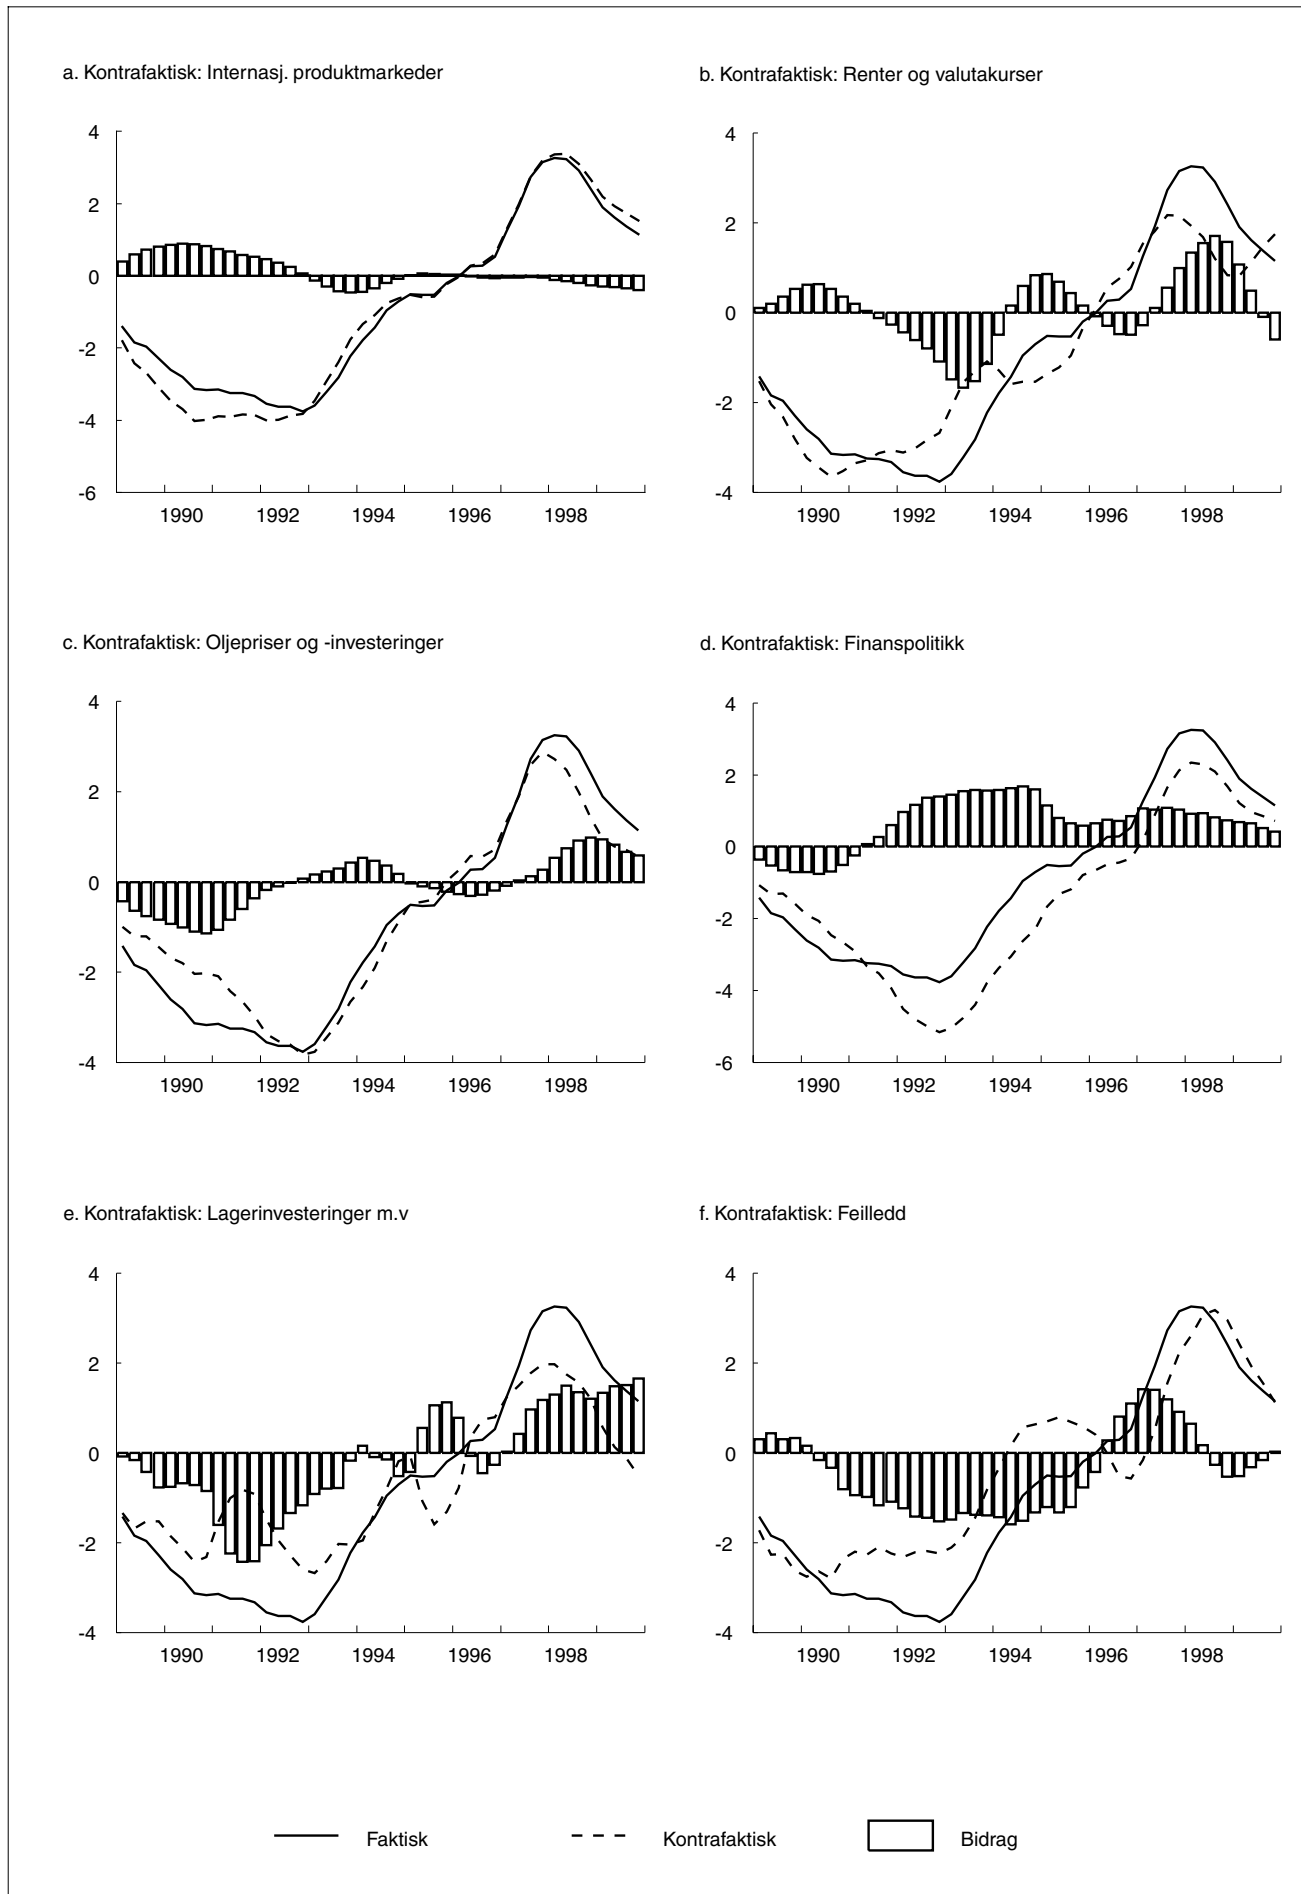 a. Kontrafaktisk: Internasj. produktmarkeder
4
2
0
-2
-4
-6
1990 1992 1994 1996 1998
b. Kontrafaktisk: Renter og valutakurser
4
2
0
-2
-4
1990 1992 1994 1996 1998
c. Kontrafaktisk: Oljepriser og -investeringer
4
2
0
-2
-4
1990 1992 1994 1996 1998
d. Kontrafaktisk: Finanspolitikk
4
2
0
-2
-4
-6
1990 1992 1994 1996 1998
e. Kontrafaktisk: Lagerinvesteringer m.v
4
2
0
-2
-4
1990 1992 1994 1996 1998
f. Kontrafaktisk: Feilledd
4
2
0
-2
-4
1990 1992 1994 1996 1998
Faktisk Kontrafaktisk Bidrag